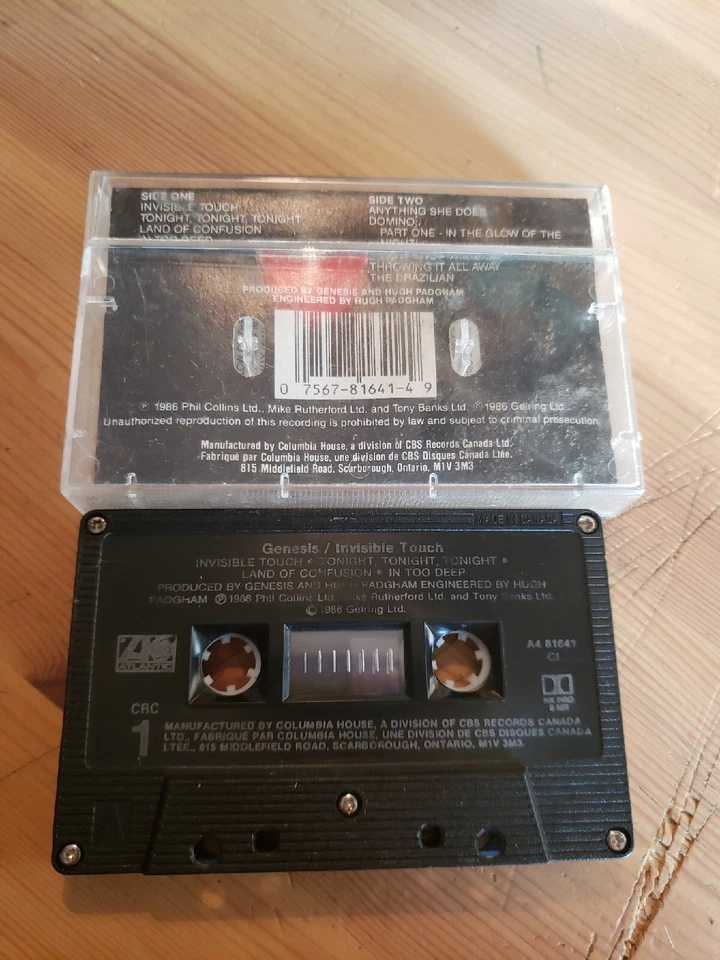 SIDE ONE
INVISIBLE TOUCH
TONIGHT, TONIGHT, TONIGHT
LAND OF CONFUSION
IN TOO DEEP
SIDE TWO
ANYTHING SHE DOES
DOMINO:
PART ONE - IN THE GLOW OF THE
NIGHT
THROWING IT ALL AWAY
THE BRAZILIAN
PRODUCED BY GENESIS AND HUGH PADGHAM
ENGINEERED BY HUGH PADGHAM
0 7567-81641-4 9
℗ 1986 Phil Collins Ltd., Mike Rutherford Ltd. and Tony Banks Ltd. ℗ 1986 Gelring Ltd.
Unauthorized reproduction of this recording is prohibited by law and subject to criminal prosecution.
Manufactured by Columbia House, a division of CBS Records Canada Ltd.
Fabriqué par Columbia House, une division de CBS Disques Canada Ltée.
815 Middlefield Road, Scarborough, Ontario, M1V 3M3
MADE IN CANADA
Genesis / Invisible Touch
INVISIBLE TOUCH • TONIGHT, TONIGHT, TONIGHT •
LAND OF CONFUSION • IN TOO DEEP
PRODUCED BY GENESIS AND HUGH PADGHAM ENGINEERED BY HUGH
PADGHAM ℗ 1986 Phil Collins Ltd., Mike Rutherford Ltd. and Tony Banks Ltd.
© 1986 Gelring Ltd.
ATLANTIC
A4 81641
C1
CRC
1
MANUFACTURED BY COLUMBIA HOUSE, A DIVISION OF CBS RECORDS CANADA
LTD., FABRIQUÉ PAR COLUMBIA HOUSE, UNE DIVISION DE CBS DISQUES CANADA
LTÉE., 815 MIDDLEFIELD ROAD, SCARBOROUGH, ONTARIO, M1V 3M3.